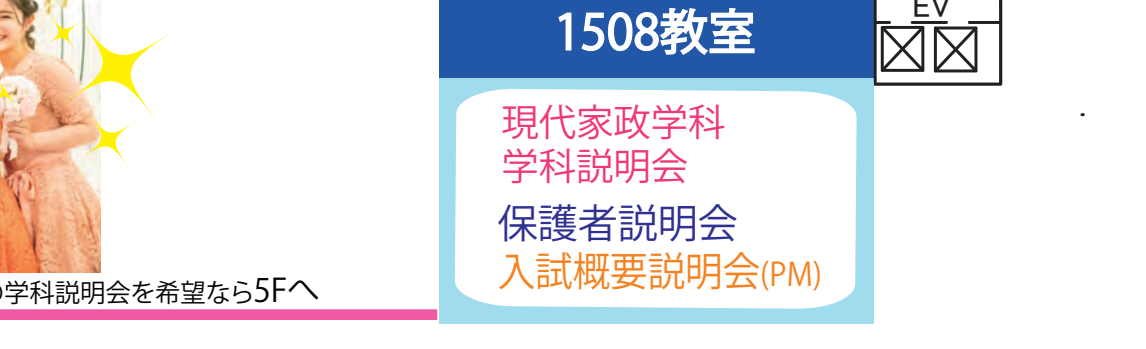 1508教室
EV
現代家政学科
学科説明会
保護者説明会
入試概要説明会(PM)
学科説明会を希望なら5Fへ